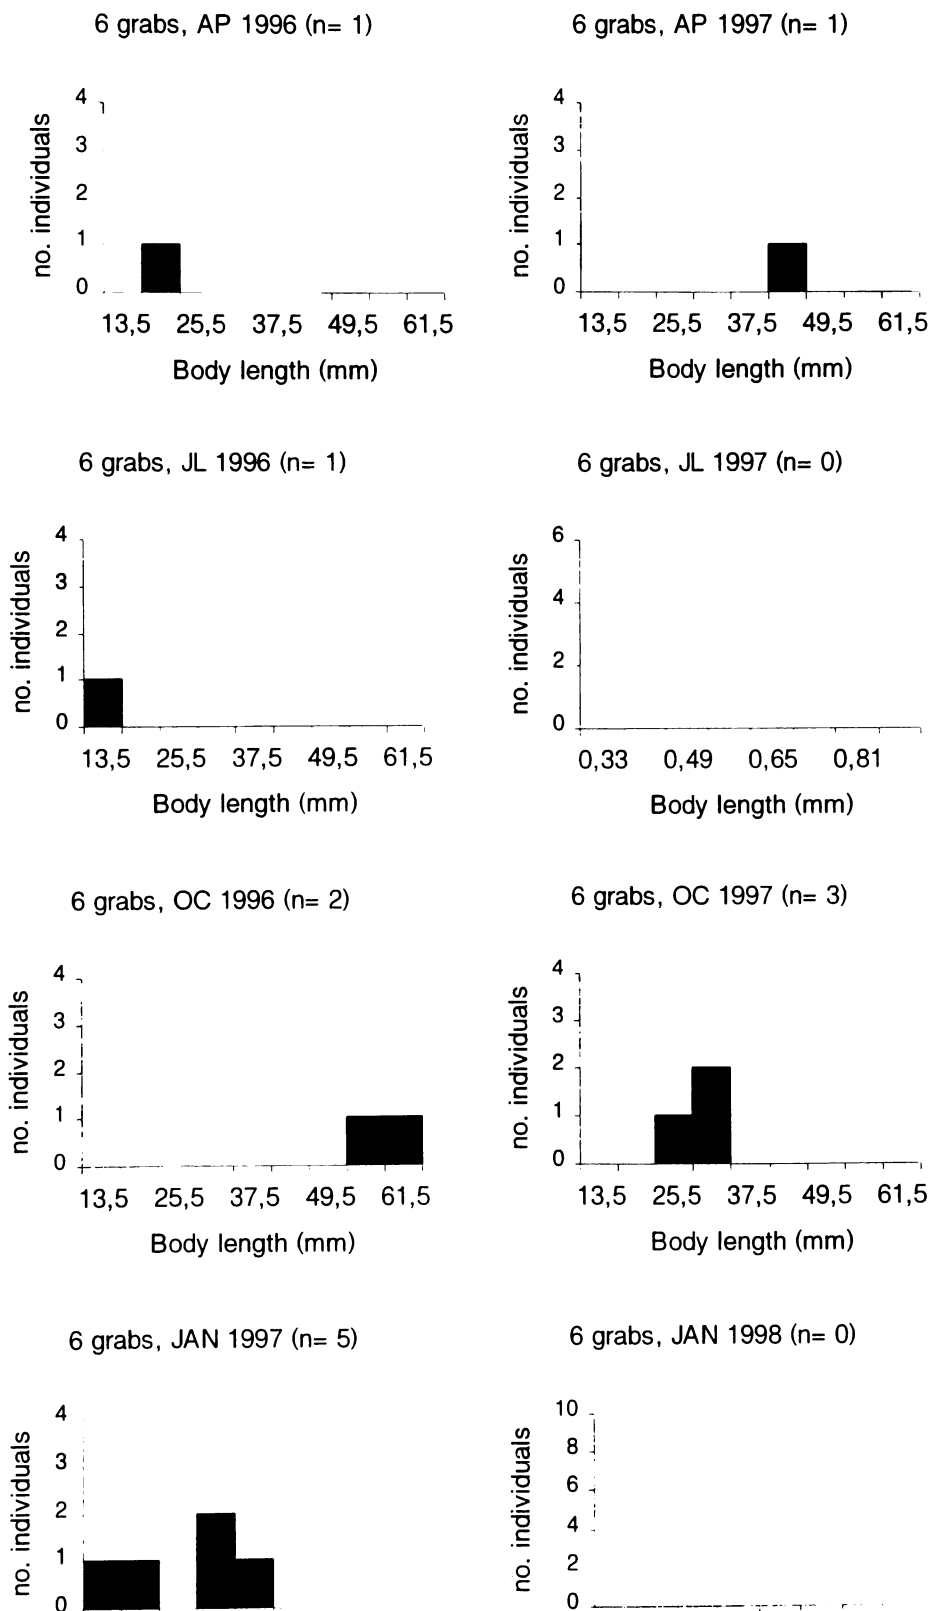 6 grabs, AP 1996 (n= 1)
4
3
2
1
0
no. individuals
13,5 25,5 37,5 49,5 61,5
Body length (mm)
6 grabs, AP 1997 (n= 1)
4
3
2
1
0
no. individuals
13,5 25,5 37,5 49,5 61,5
Body length (mm)
6 grabs, JL 1996 (n= 1)
4
3
2
1
0
no. individuals
13,5 25,5 37,5 49,5 61,5
Body length (mm)
6 grabs, JL 1997 (n= 0)
6
4
2
0
no. individuals
0,33 0,49 0,65 0,81
Body length (mm)
6 grabs, OC 1996 (n= 2)
4
3
2
1
0
no. individuals
13,5 25,5 37,5 49,5 61,5
Body length (mm)
6 grabs, OC 1997 (n= 3)
4
3
2
1
0
no. individuals
13,5 25,5 37,5 49,5 61,5
Body length (mm)
6 grabs, JAN 1997 (n= 5)
4
3
2
1
0
no. individuals
6 grabs, JAN 1998 (n= 0)
10
8
6
4
2
0
no. individuals